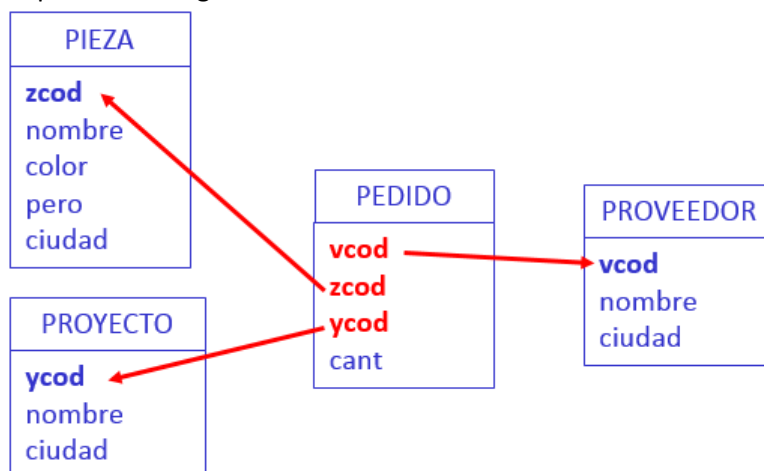 PIEZA
zcod
nombre
color
pero
ciudad
PROYECTO
ycod
nombre
ciudad
PEDIDO
vcod
zcod
ycod
cant
PROVEEDOR
vcod
nombre
ciudad